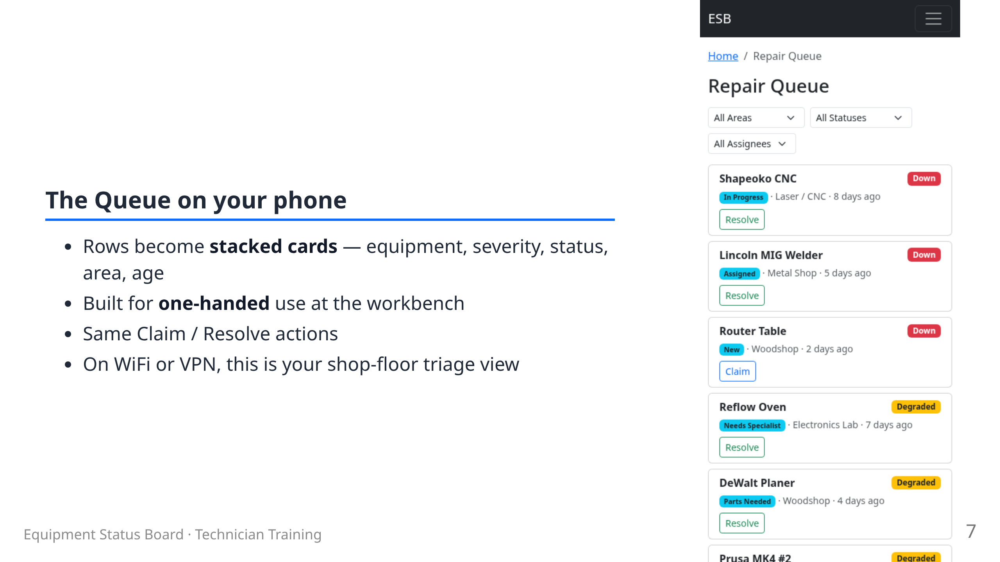 The Queue on your phone
• Rows become stacked cards — equipment, severity, status,
area, age
• Built for one-handed use at the workbench
• Same Claim / Resolve actions
• On WiFi or VPN, this is your shop-floor triage view
Equipment Status Board · Technician Training
ESB
Home / Repair Queue
Repair Queue
All Areas All Statuses
All Assignees
Shapeoko CNC Down
In Progress · Laser / CNC · 8 days ago
Resolve
Lincoln MIG Welder Down
Assigned · Metal Shop · 5 days ago
Resolve
Router Table Down
New · Woodshop · 2 days ago
Claim
Reflow Oven Degraded
Needs Specialist · Electronics Lab · 7 days ago
Resolve
DeWalt Planer Degraded
Parts Needed · Woodshop · 4 days ago
Resolve
Prusa MK4 #2 Degraded
7